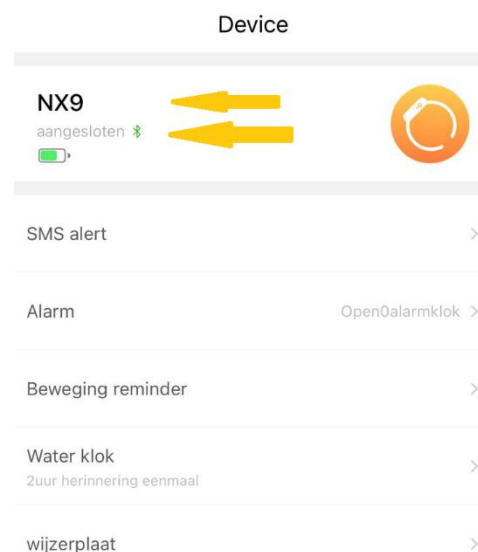 Device
NX9
aangesloten
SMS alert
Alarm
Open0alarmklok
Beweging reminder
Water klok
2uur herinnering eenmaal
wijzerplaat